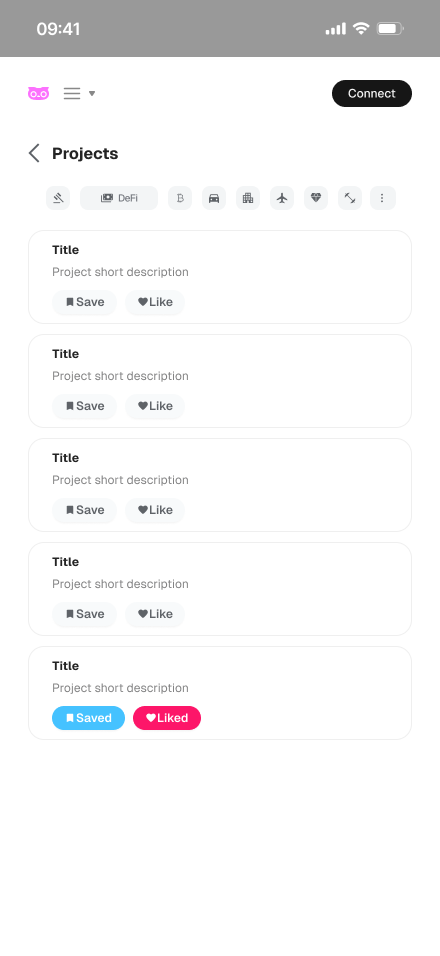 09:41
Connect
Projects
DeFi
Title
Project short description
Save Like
Title
Project short description
Save Like
Title
Project short description
Save Like
Title
Project short description
Save Like
Title
Project short description
Saved Liked